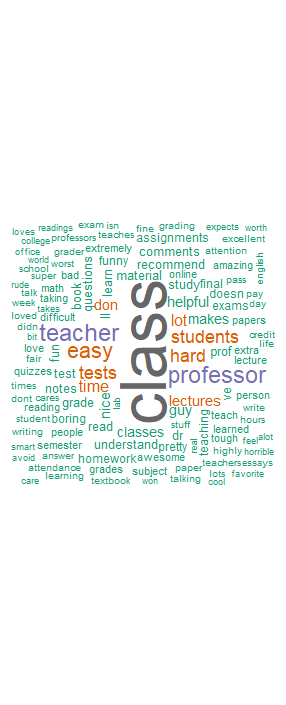 readings exam isn fine grading expects worth
loves college professors teaches assignments excellent
office grader extremely comments attention
world worst funny recommend amazing english
school super bad questions learn material online
rude math book study final pass
talk taking don helpful doesn pay
week takes ll exams day
loved difficult lot makes papers
didn teacher class students credit
bit life
love fun easy hard prof extra
fair lecture
quizzes test tests professor
times notes time ve person
dont cares nice lab lectures write
reading grade guy teach hours
student boring read stuff learned
writing people classes dr real teaching tough feel alot
smart semester understand pretty highly horrible
avoid answer homework awesome teachers essays
attendance grades subject paper lots favorite
care learning textbook won talking cool